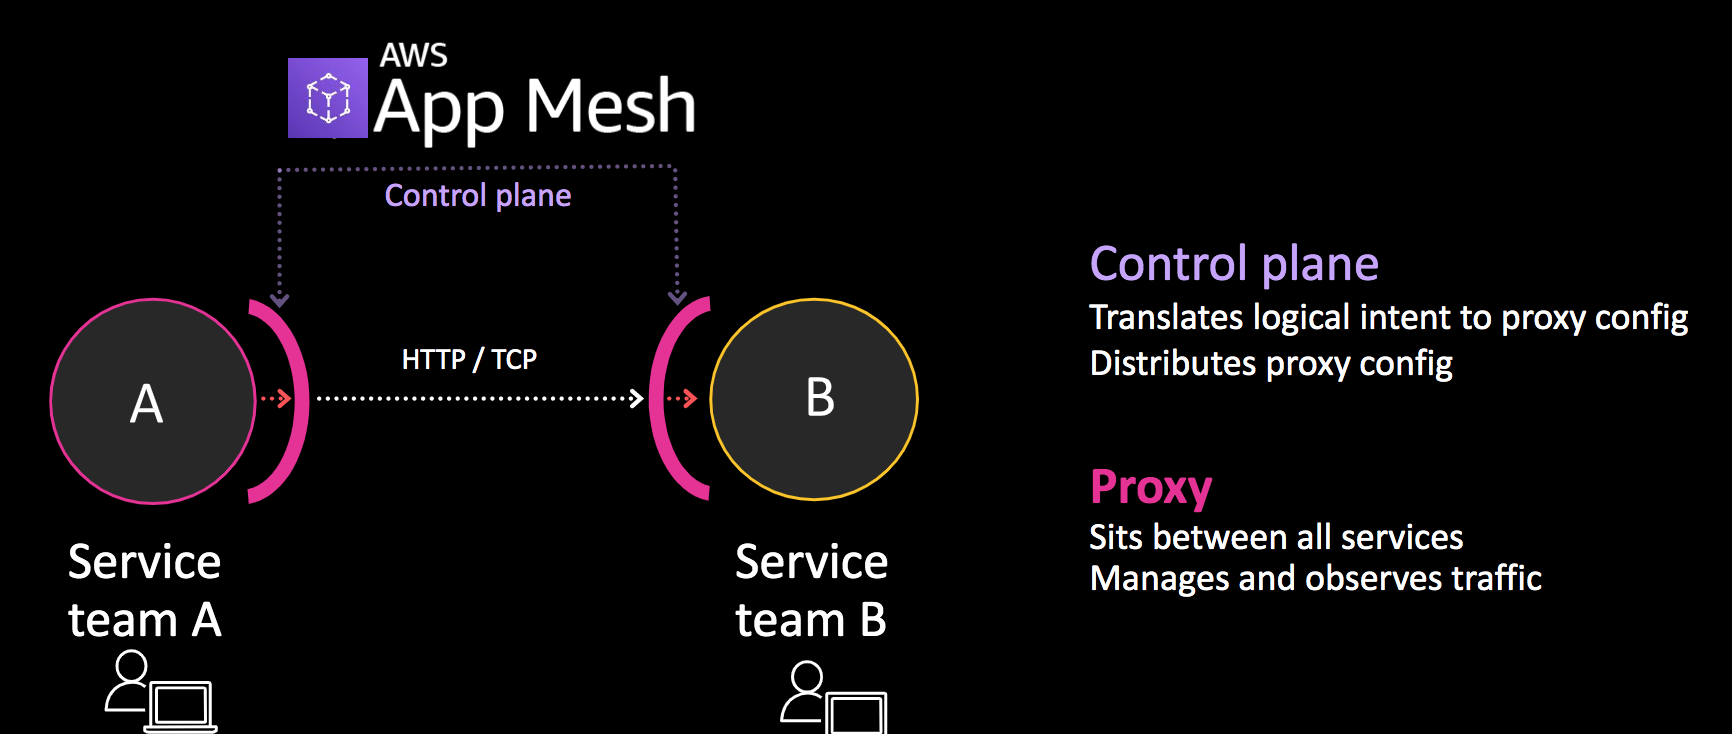 AWS
App Mesh
Control plane
HTTP / TCP
A
B
Service
team A
Service
team B
Control plane
Translates logical intent to proxy config
Distributes proxy config
Proxy
Sits between all services
Manages and observes traffic